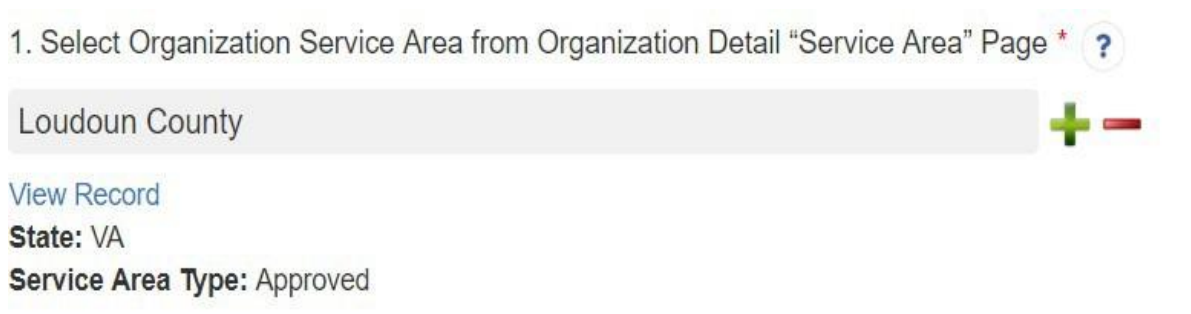 1. Select Organization Service Area from Organization Detail “Service Area” Page * ?
Loudoun County
View Record
State: VA
Service Area Type: Approved